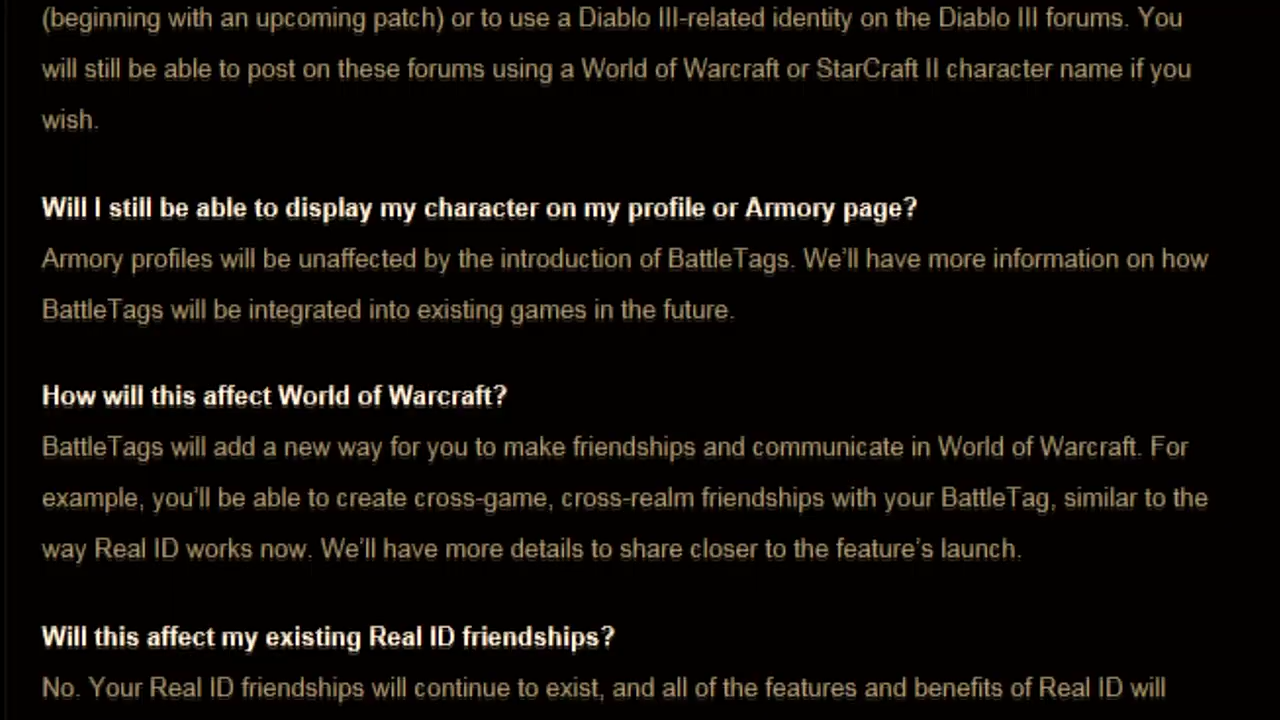 (beginning with an upcoming patch) or to use a Diablo III-related identity on the Diablo III forums. You
will still be able to post on these forums using a World of Warcraft or StarCraft II character name if you
wish.
Will I still be able to display my character on my profile or Armory page?
Armory profiles will be unaffected by the introduction of BattleTags. We’ll have more information on how
BattleTags will be integrated into existing games in the future.
How will this affect World of Warcraft?
BattleTags will add a new way for you to make friendships and communicate in World of Warcraft. For
example, you’ll be able to create cross-game, cross-realm friendships with your BattleTag, similar to the
way Real ID works now. We’ll have more details to share closer to the feature’s launch.
Will this affect my existing Real ID friendships?
No. Your Real ID friendships will continue to exist, and all of the features and benefits of Real ID will